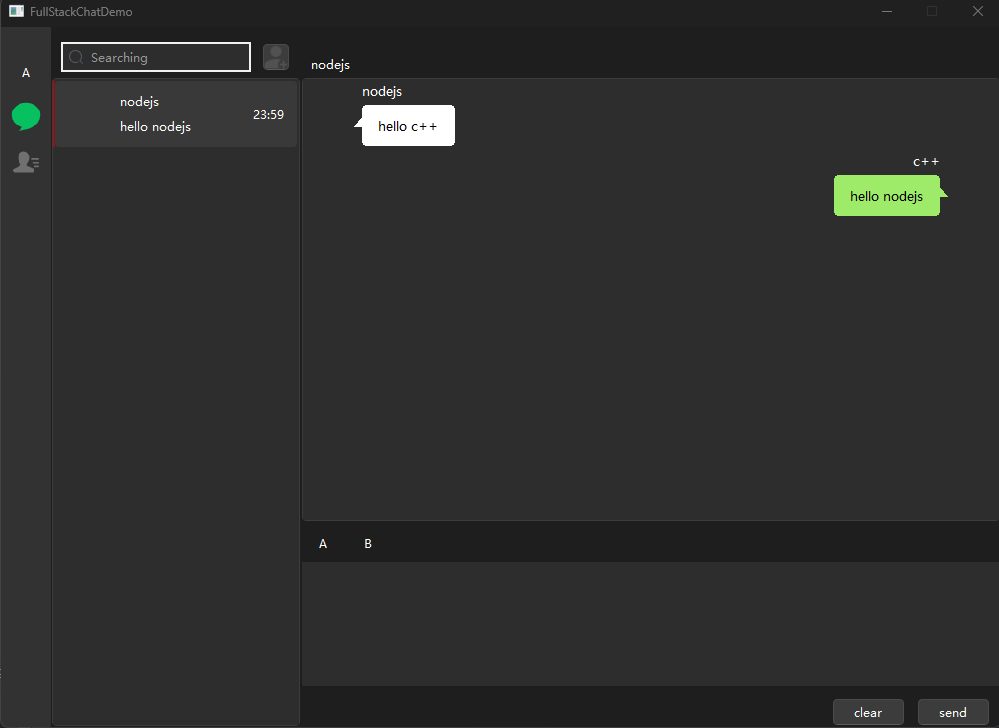 FullStackChatDemo
A
Searching
nodejs
hello nodejs
23:59
nodejs
nodejs
hello c++
c++
hello nodejs
A
B
clear
send